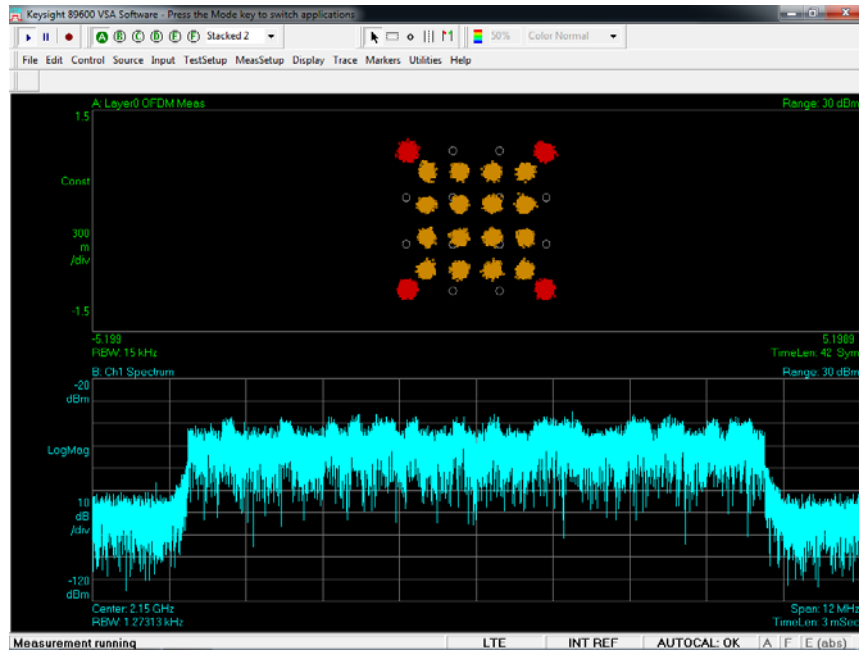 Keysight 89600 VSA Software - Press the Mode key to switch applications
A B C D E F Stacked 2 50% Color Normal
File Edit Control Source Input TestSetup MeasSetup Display Trace Markers Utilities Help
A: Layer0 OFDM Meas Range: 30 dBm
1.5
Const
300
m
/div
-1.5
-5.199 5.1989
RBW: 15 kHz TimeLen: 42 Sym
B: Ch1 Spectrum Range: 30 dBm
-20
dBm
LogMag
10
dB
/div
-120
dBm
Center: 2.15 GHz Span: 12 MHz
RBW: 1.27313 kHz TimeLen: 3 mSec
Measurement running LTE INT REF AUTOCAL: OK A F E (abs)